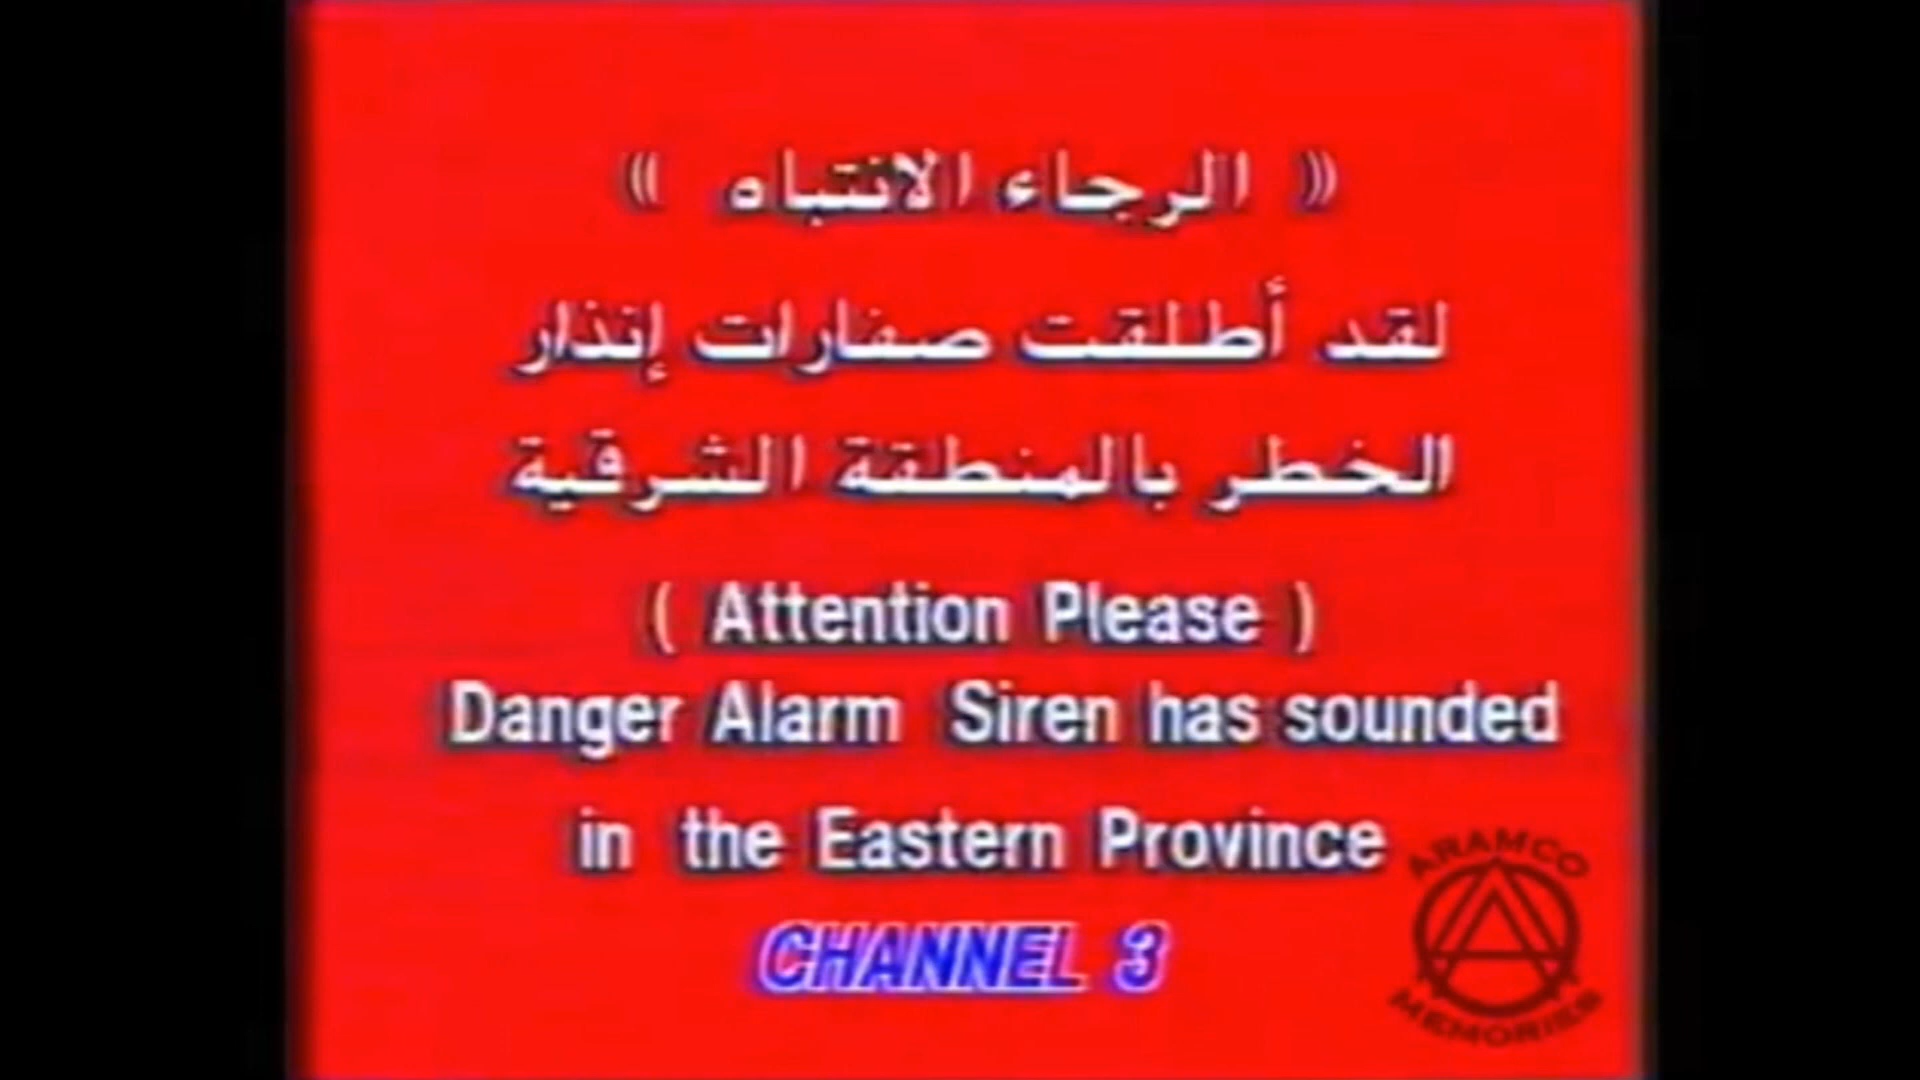 (( الرجاء الانتباه ))
لقد أطلقت صفارات إنذار
الخطر بالمنطقة الشرقية
( Attention Please )
Danger Alarm Siren has sounded
in the Eastern Province
CHANNEL 3
ARAMCO
MEMORIES